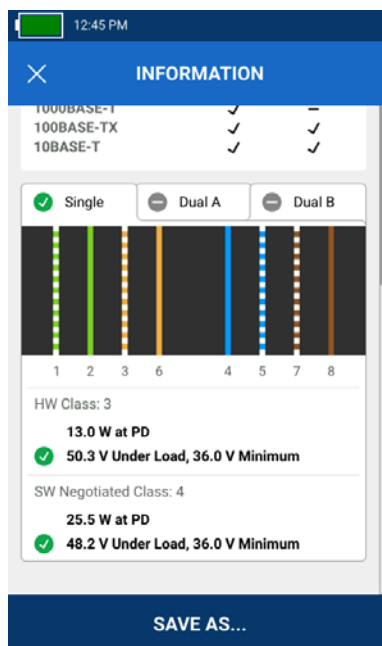 12:45 PM
INFORMATION
1000BASE-T ✓ –
100BASE-TX ✓ ✓
10BASE-T ✓ ✓
Single Dual A Dual B
1 2 3 6 4 5 7 8
HW Class: 3
13.0 W at PD
50.3 V Under Load, 36.0 V Minimum
SW Negotiated Class: 4
25.5 W at PD
48.2 V Under Load, 36.0 V Minimum
SAVE AS...